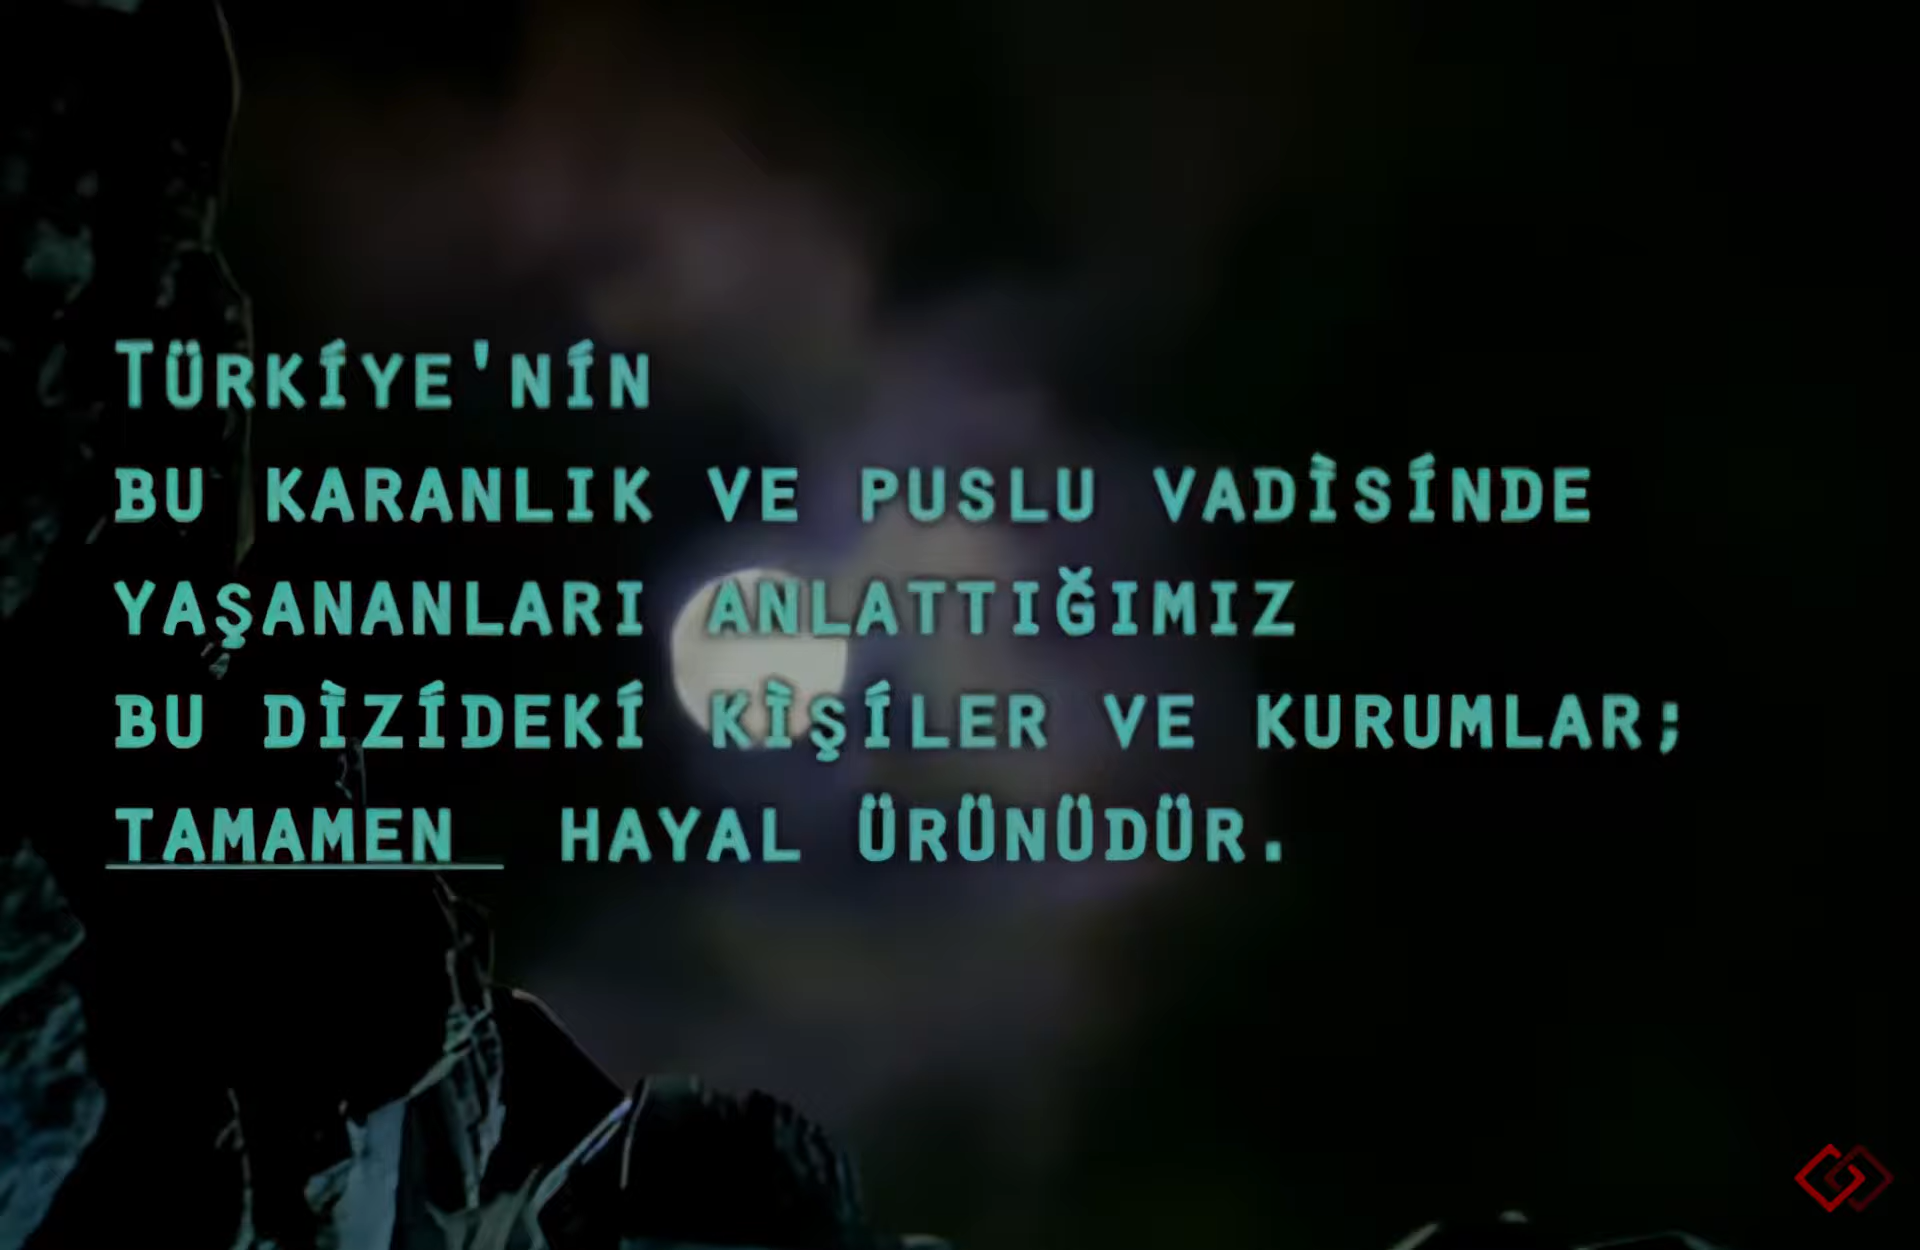 TÜRKİYE'NİN
BU KARANLIK VE PUSLU VADİSİNDE
YAŞANANLARI ANLATTIĞIMIZ
BU DİZİDEKİ KİŞİLER VE KURUMLAR;
TAMAMEN HAYAL ÜRÜNÜDÜR.